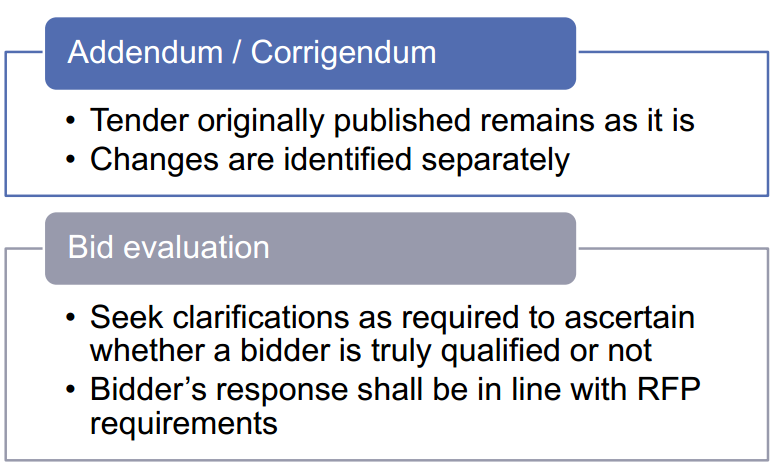 Addendum / Corrigendum
• Tender originally published remains as it is
• Changes are identified separately
Bid evaluation
• Seek clarifications as required to ascertain
whether a bidder is truly qualified or not
• Bidder’s response shall be in line with RFP
requirements